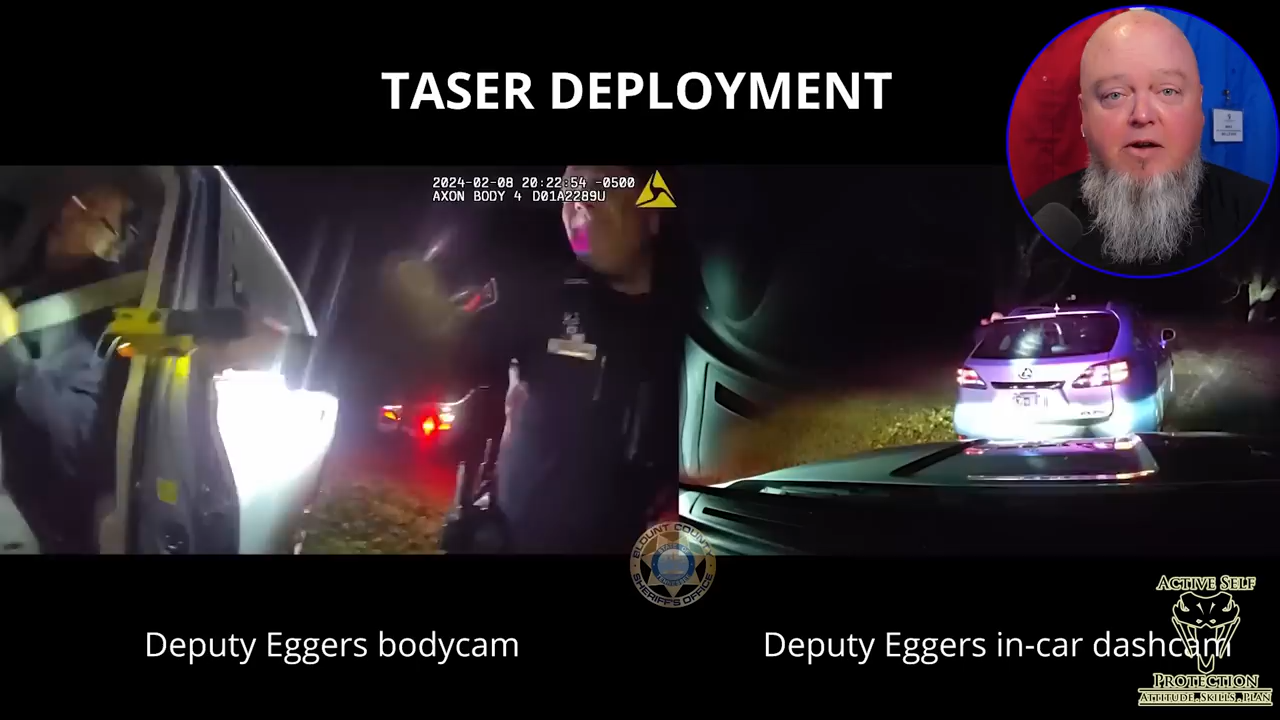 TASER DEPLOYMENT
2024-02-08 20:22:54 -0500
AXON BODY 4 D01A2289U
BLOUNT COUNTY
SHERIFF'S OFFICE
Deputy Eggers bodycam
Deputy Eggers in-car dashcam
ACTIVE SELF
PROTECTION
ATTITUDE. SKILLS. PLAN